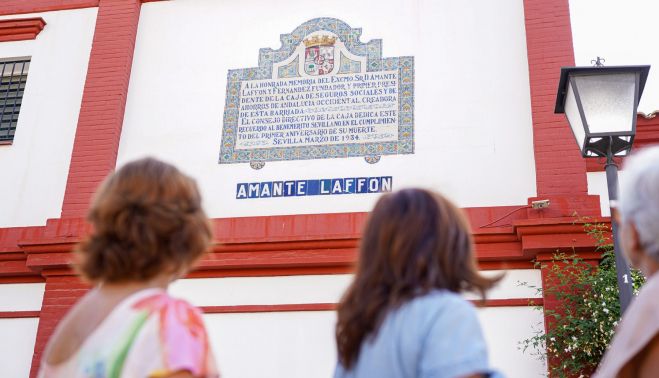 A LA HONRADA MEMORIA DEL EXCMO. SR. D. AMANTE
LAFFON Y FERNANDEZ, FUNDADOR, Y PRIMER PRESI
DENTE DE LA CAJA DE SEGUROS SOCIALES Y DE
AHORROS DE ANDALUCIA OCCIDENTAL, CREADORA
DE ESTA BARRIADA.
EL CONSEJO DIRECTIVO DE LA CAJA DEDICA ESTE
RECUERDO AL BENEMERITO SEVILLANO EN EL CUMPLIMIEN
TO DEL PRIMER ANIVERSARIO DE SU MUERTE.
SEVILLA MARZO DE 1934.
AMANTE LAFFON
1